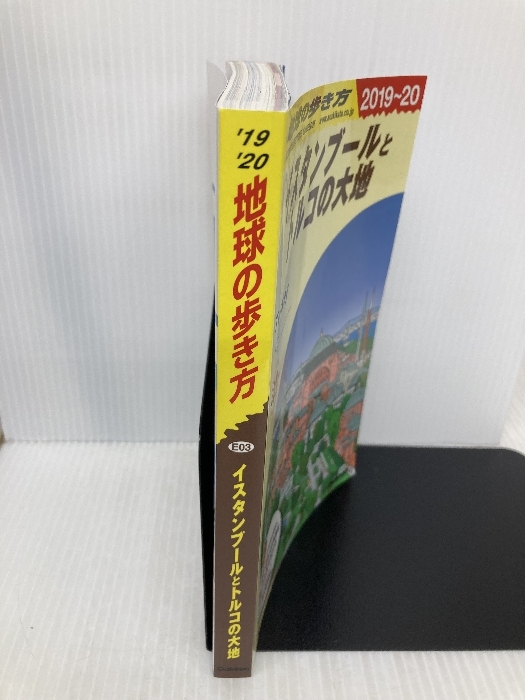 '19
'20
地球の歩き方
E03
イスタンブールとトルコの大地
の歩き方
2019~20
イスタンブールと
トルコの大地